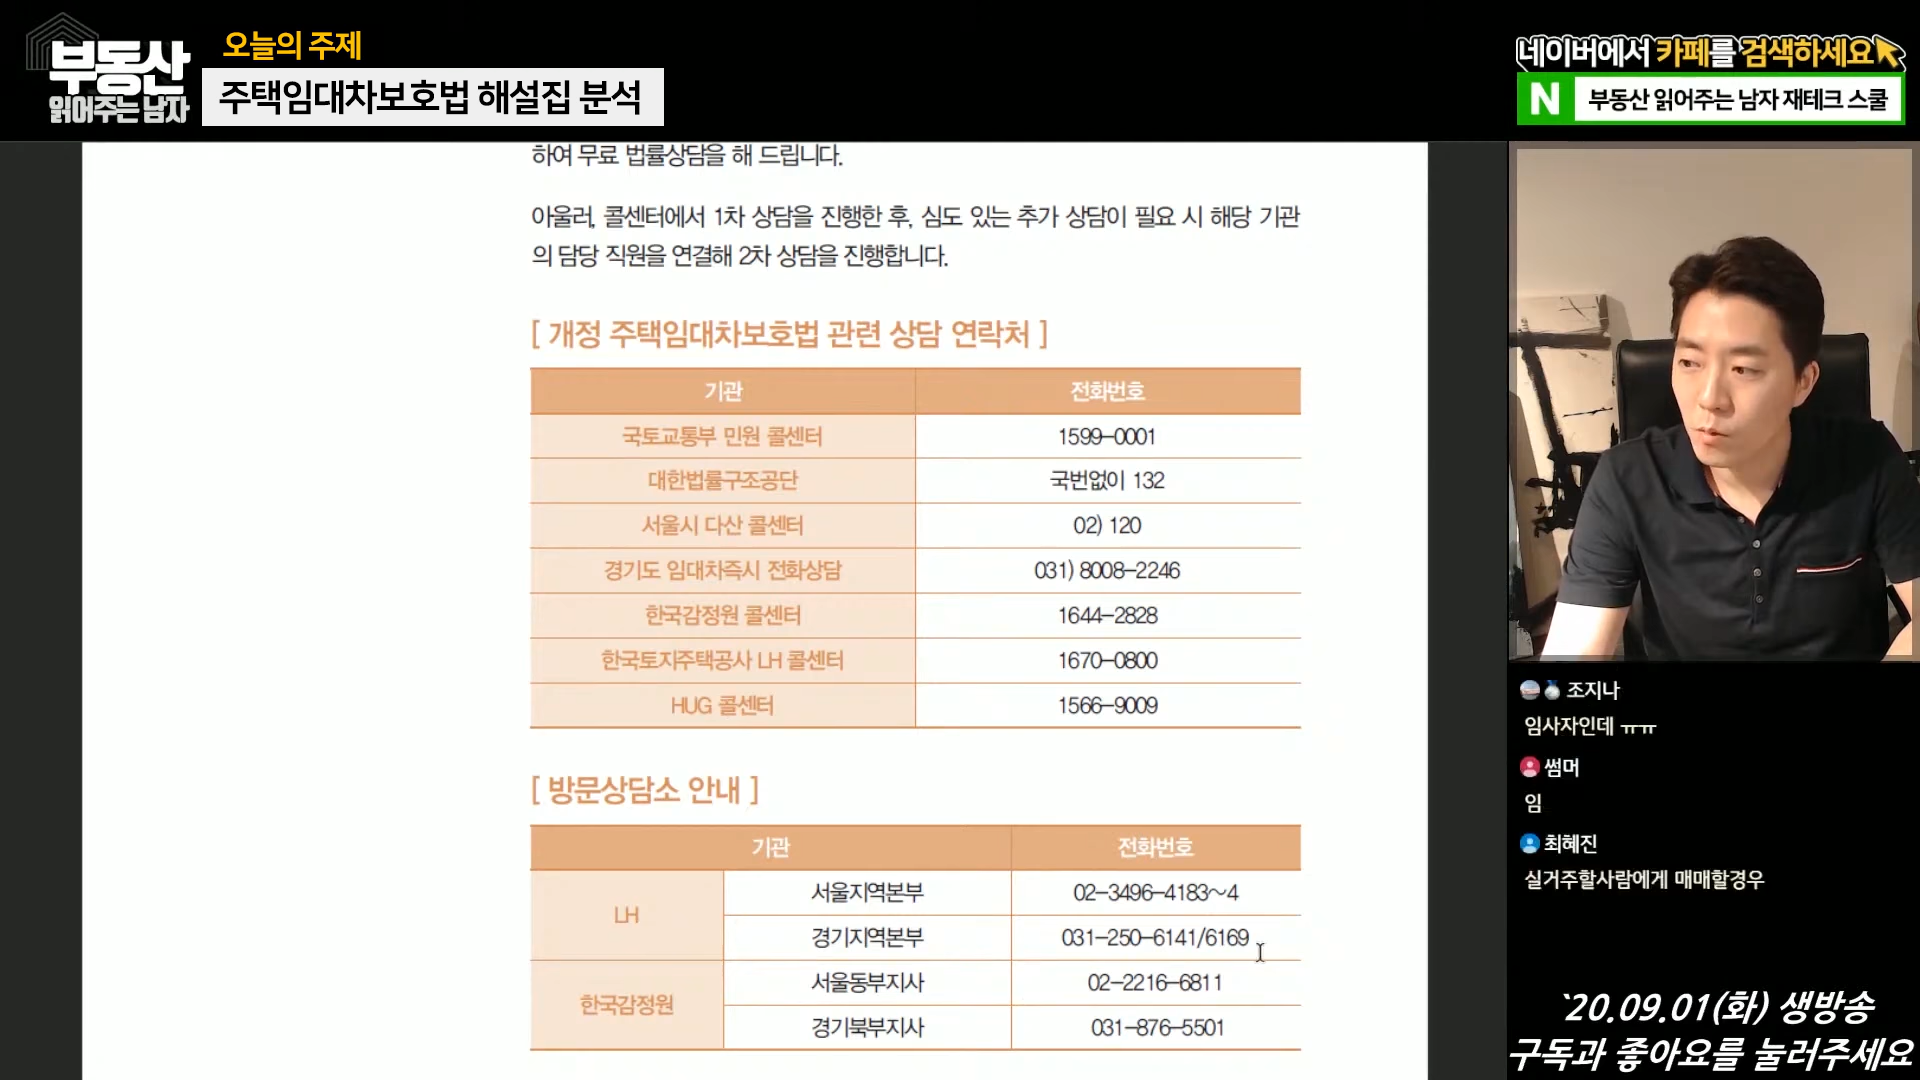 부동산
읽어주는 남자
오늘의 주제
주택임대차보호법 해설집 분석
네이버에서 카페를 검색하세요
N 부동산 읽어주는 남자 재테크 스쿨
하여 무료 법률상담을 해 드립니다.
아울러, 콜센터에서 1차 상담을 진행한 후, 심도 있는 추가 상담이 필요 시 해당 기관
의 담당 직원을 연결해 2차 상담을 진행합니다.
[ 개정 주택임대차보호법 관련 상담 연락처 ]
기관 전화번호
국토교통부 민원 콜센터 1599-0001
대한법률구조공단 국번없이 132
서울시 다산 콜센터 02) 120
경기도 임대차즉시 전화상담 031) 8008-2246
한국감정원 콜센터 1644-2828
한국토지주택공사 LH 콜센터 1670-0800
HUG 콜센터 1566-9009
[ 방문상담소 안내 ]
기관 전화번호
LH
서울지역본부 02-3496-4183~4
경기지역본부 031-250-6141/6169
한국감정원
서울동부지사 02-2216-6811
경기북부지사 031-876-5501
조지나
임사자인데 ㅠㅠ
썸머
임
최혜진
실거주할사람에게 매매할경우
`20.09.01(화) 생방송
구독과 좋아요를 눌러주세요